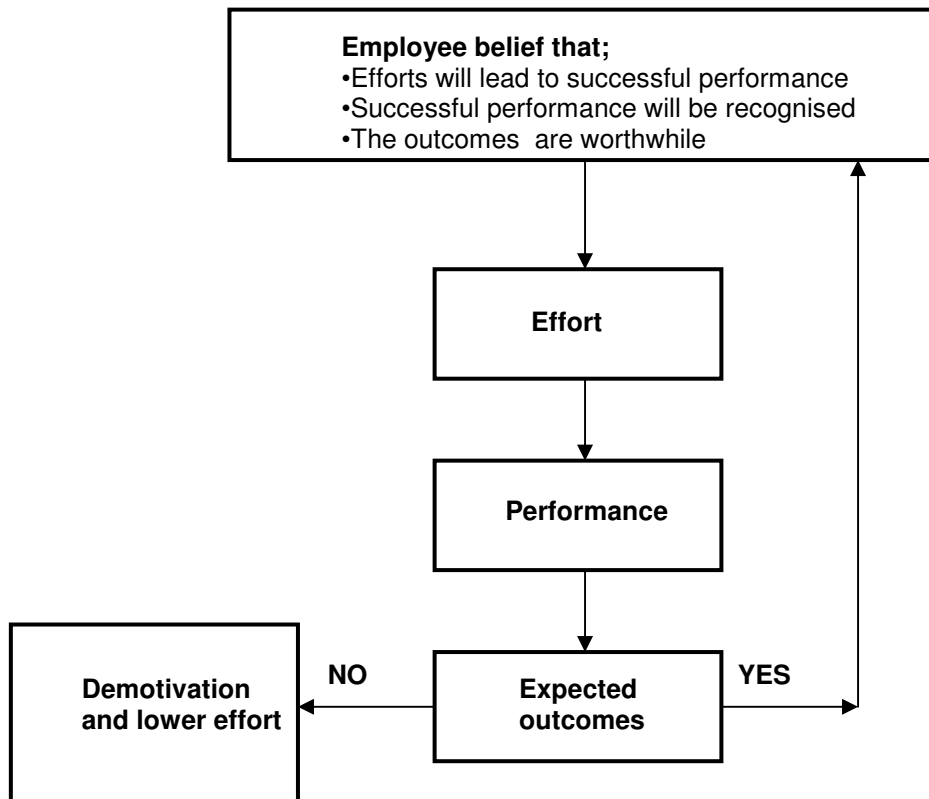 Employee belief that;
•Efforts will lead to successful performance
•Successful performance will be recognised
•The outcomes are worthwhile
Effort
Performance
NO
Expected
outcomes
YES
Demotivation
and lower effort